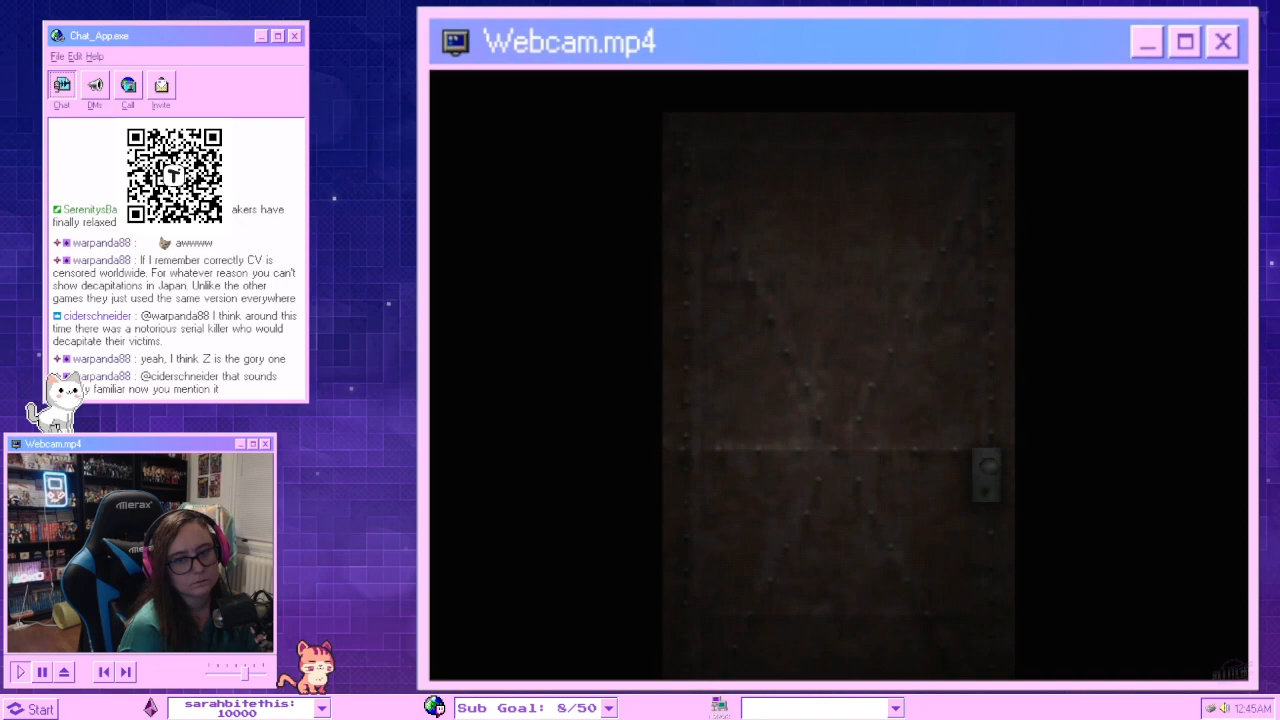 Chat_App.exe
File Edit Help
Chat DMs Call Invite
SerenitysBa akers have
finally relaxed
warpanda88 : awwww
warpanda88 : If I remember correctly CV is
censored worldwide. For whatever reason you can't
show decapitations in Japan. Unlike the other
games they just used the same version everywhere
ciderschneider : @warpanda88 I think around this
time there was a notorious serial killer who would
decapitate their victims.
warpanda88 : yeah, I think Z is the gory one
arpanda88 : @ciderschneider that sounds
y familiar now you mention it
Webcam.mp4
Webcam.mp4
merax
me
Start
sarahbitethis:
10000
Sub Goal: 8/50
12:45AM